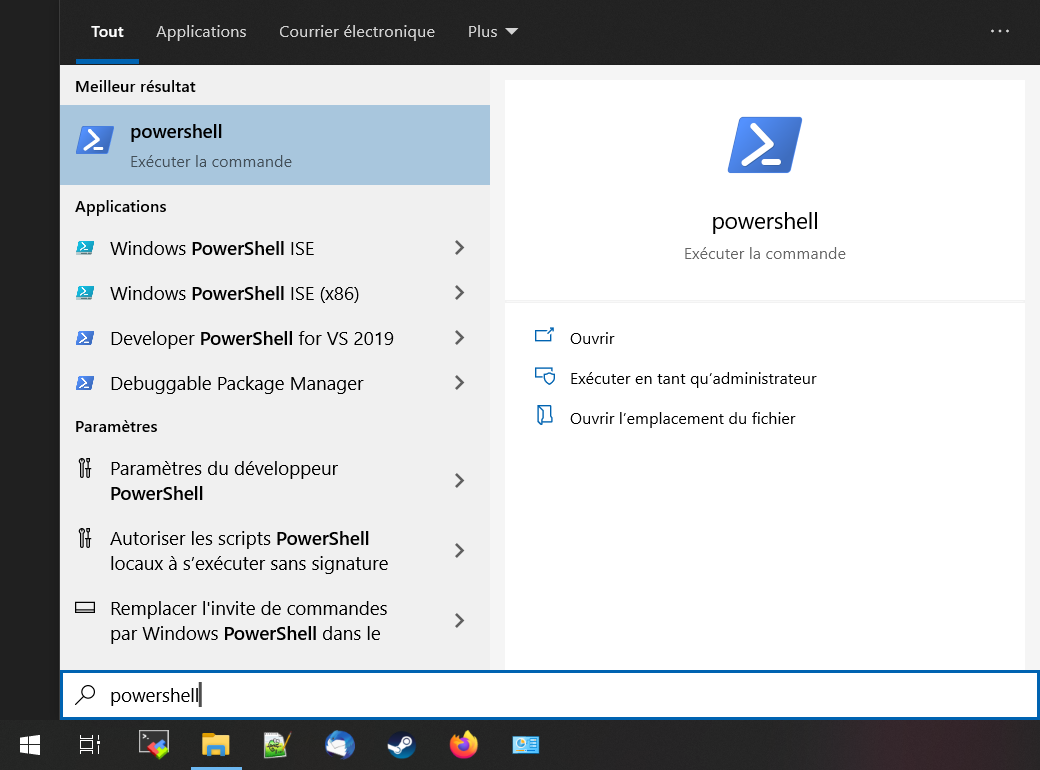 Tout Applications Courrier électronique Plus
Meilleur résultat
powershell
Exécuter la commande
Applications
Windows PowerShell ISE
Windows PowerShell ISE (x86)
Developer PowerShell for VS 2019
Debuggable Package Manager
Paramètres
Paramètres du développeur
PowerShell
Autoriser les scripts PowerShell
locaux à s’exécuter sans signature
Remplacer l'invite de commandes
par Windows PowerShell dans le
powershell
Exécuter la commande
Ouvrir
Exécuter en tant qu’administrateur
Ouvrir l’emplacement du fichier
powershell